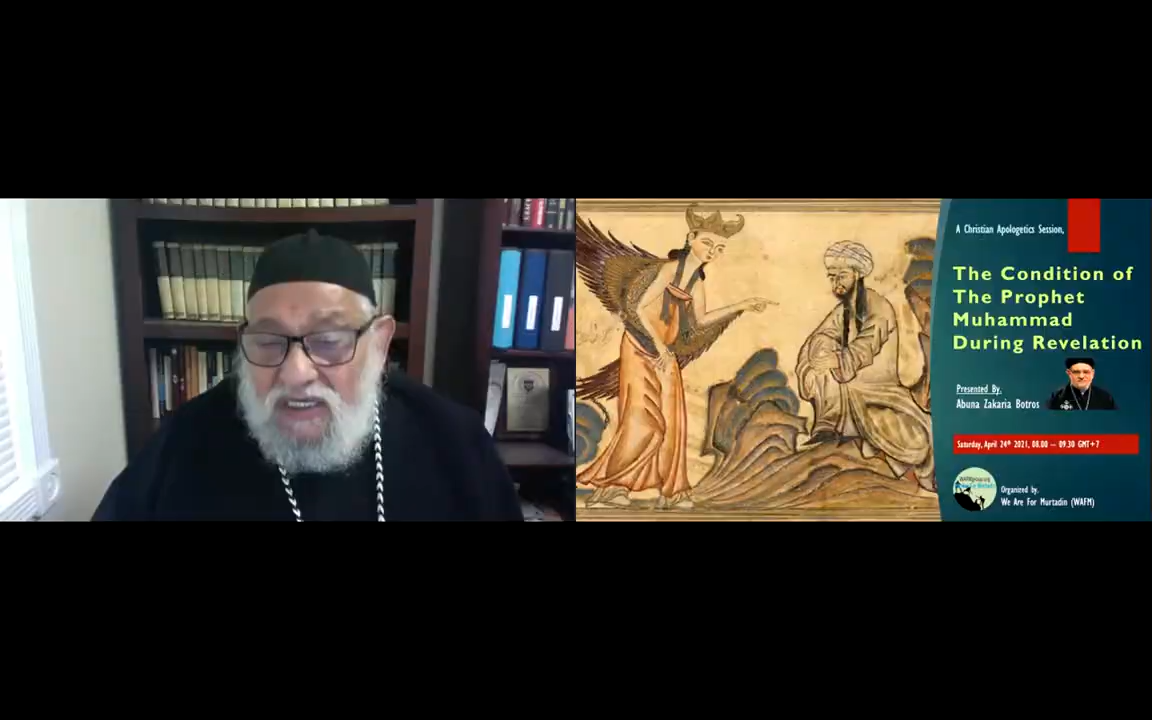 A Christian Apologetics Session,
The Condition of
The Prophet
Muhammad
During Revelation
Presented By.
Abuna Zakaria Botros
Saturday, April 24th 2021, 08.00 – 09.30 GMT+7
Organized by.
We Are For Murtadin (WAFM)